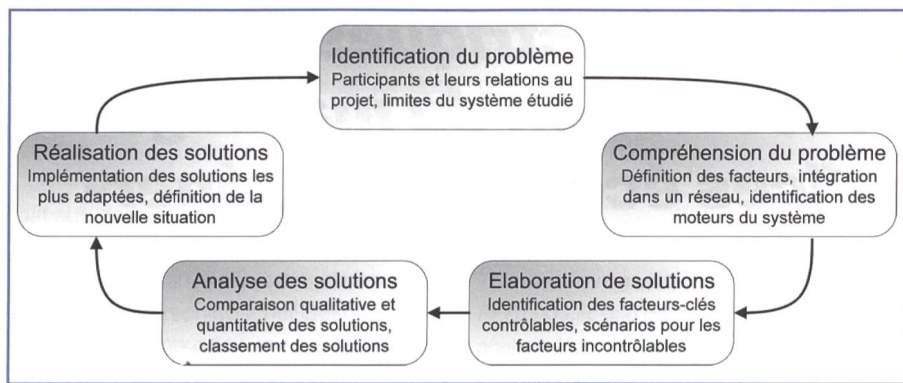 Identification du problème
Participants et leurs relations au
projet, limites du système étudié
Compréhension du problème
Définition des facteurs, intégration
dans un réseau, identification des
moteurs du système
Elaboration de solutions
Identification des facteurs-clés
contrôlables, scénarios pour les
facteurs incontrôlables
Analyse des solutions
Comparaison qualitative et
quantitative des solutions,
classement des solutions
Réalisation des solutions
Implémentation des solutions les
plus adaptées, définition de la
nouvelle situation